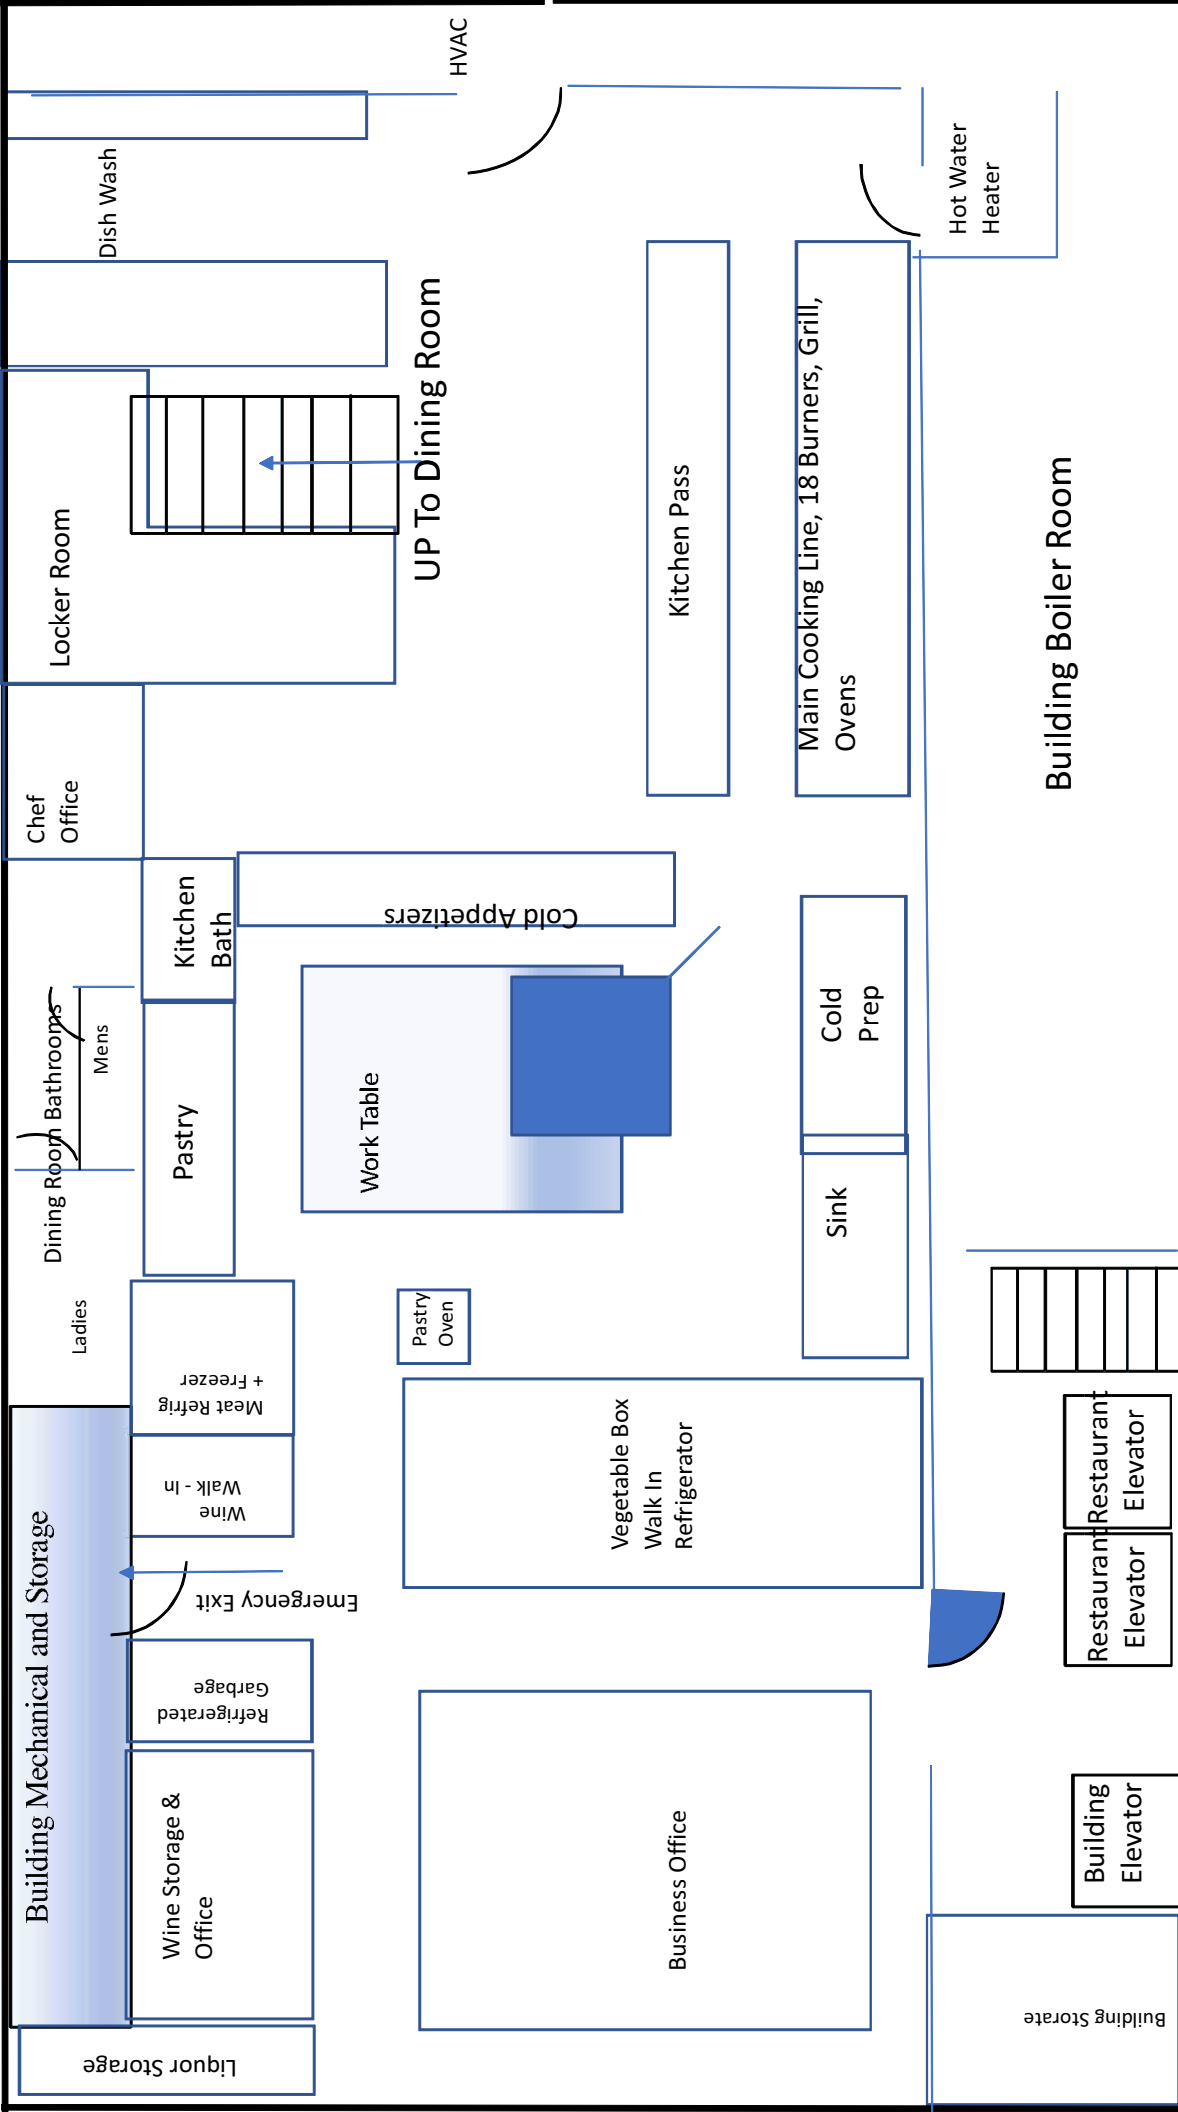 HVAC
Dish Wash
Hot Water
Heater
UP To Dining Room
Locker Room
Kitchen Pass
Main Cooking Line, 18 Burners, Grill,
Ovens
Building Boiler Room
Chef
Office
Kitchen
Bath
Cold Appetizers
Dining Room Bathrooms
Mens
Ladies
Pastry
Work Table
Cold
Prep
Sink
Pastry
Oven
Meat Refrig
+ Freezer
Wine
Walk - In
Vegetable Box
Walk In
Refrigerator
Restaurant
Elevator
Restaurant
Elevator
Building Mechanical and Storage
Emergency Exit
Refrigerated
Garbage
Wine Storage &
Office
Business Office
Building
Elevator
Building Storate
Liquor Storage